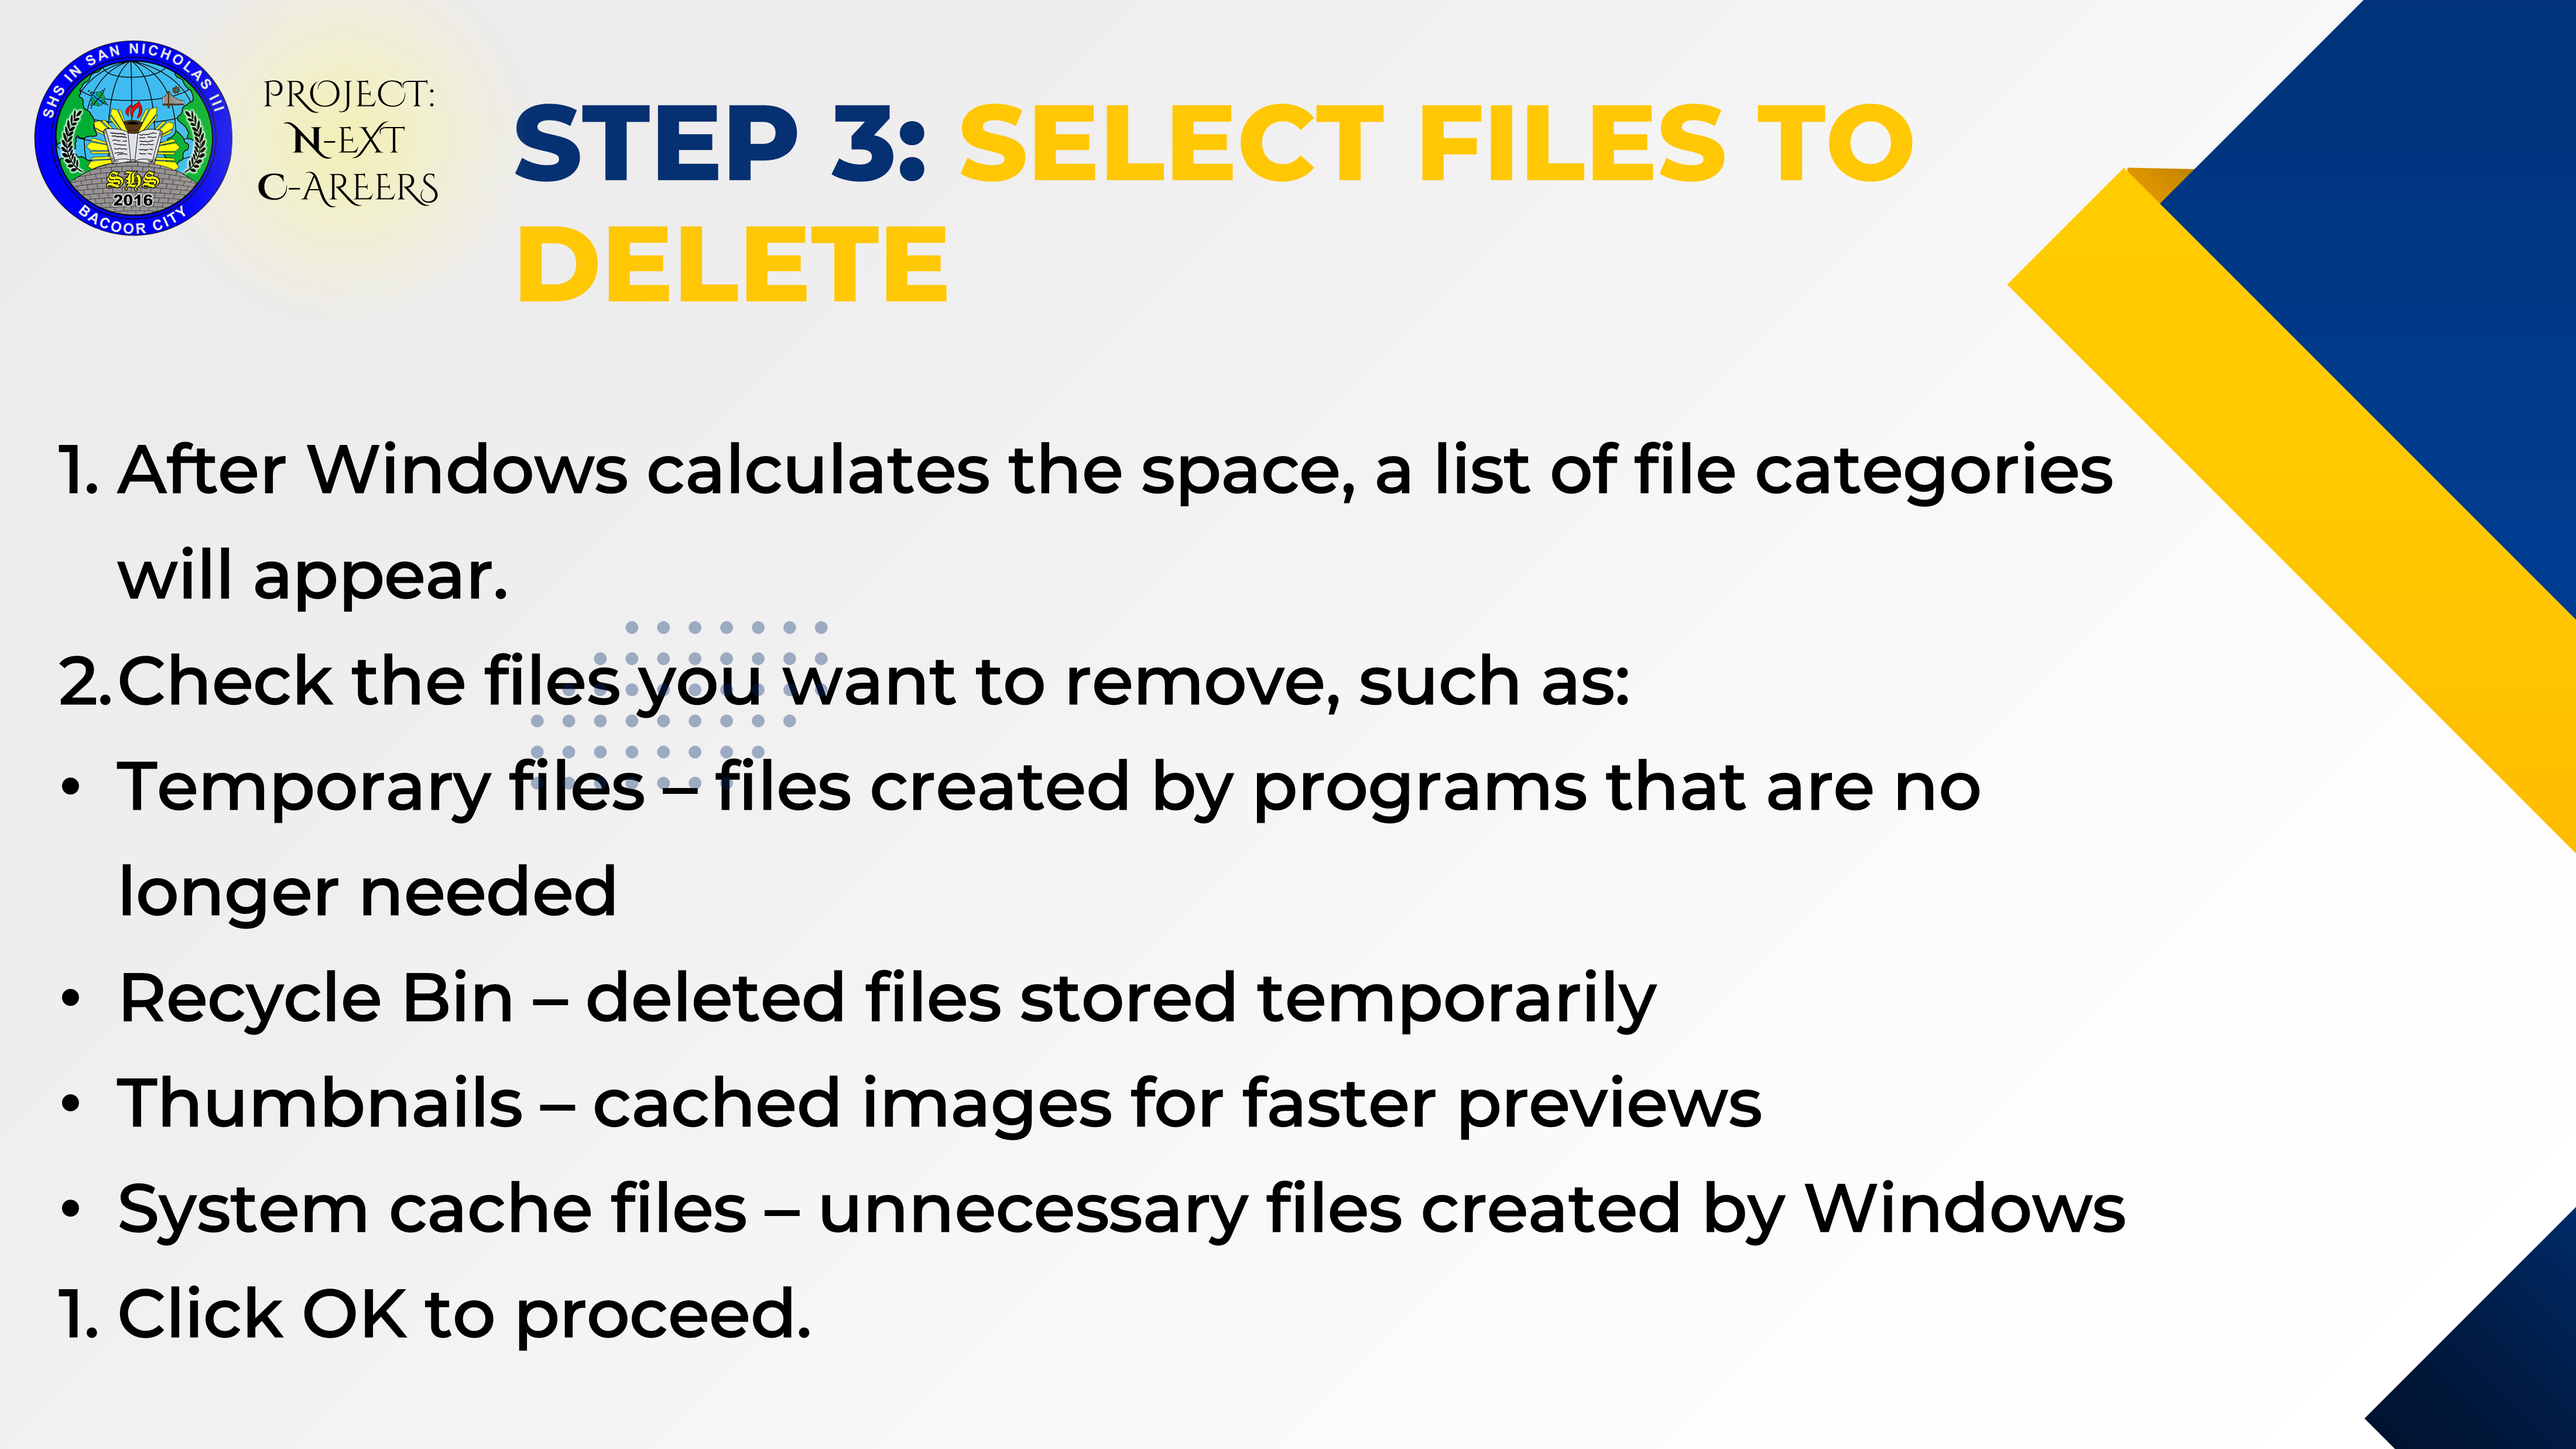 SHS IN SAN NICHOLAS III
SHS
2016
BACOOR CITY
PROJECT:
N-EXT
C-AREERS
STEP 3: SELECT FILES TO
DELETE
1. After Windows calculates the space, a list of file categories
will appear.
2. Check the files you want to remove, such as:
• Temporary files – files created by programs that are no
longer needed
• Recycle Bin – deleted files stored temporarily
• Thumbnails – cached images for faster previews
• System cache files – unnecessary files created by Windows
1. Click OK to proceed.